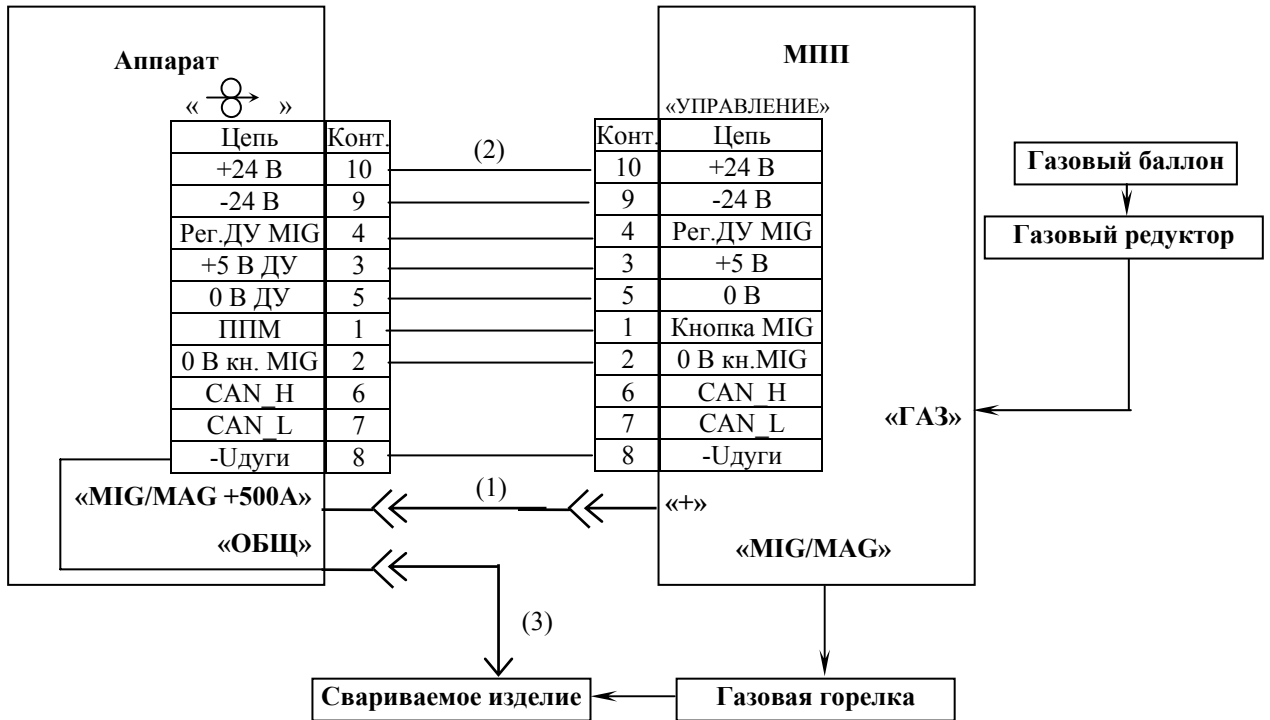 Аппарат
« »
Цепь Конт.
+24 В 10
-24 В 9
Рег.ДУ MIG 4
+5 В ДУ 3
0 В ДУ 5
ППМ 1
0 В кн. MIG 2
CAN_H 6
CAN_L 7
-Uдуги 8
«MIG/MAG +500А»
«ОБЩ»
(2)
(1)
(3)
МПП
«УПРАВЛЕНИЕ»
Конт. Цепь
10 +24 В
9 -24 В
4 Рег.ДУ MIG
3 +5 В
5 0 В
1 Кнопка MIG
2 0 В кн.MIG
6 CAN_H
7 CAN_L
8 -Uдуги
«+»
«ГАЗ»
«MIG/MAG»
Газовый баллон
Газовый редуктор
Свариваемое изделие
Газовая горелка